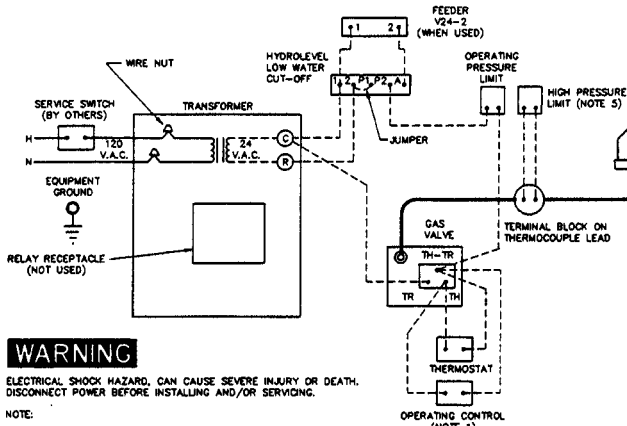 FEEDER
V24-2
(WHEN USED)
1 2
HYDROLEVEL
LOW WATER
CUT-OFF
OPERATING
PRESSURE
LIMIT
WIRE NUT
1 2 P1 P2 A
HIGH PRESSURE
LIMIT (NOTE 5)
SERVICE SWITCH
(BY OTHERS)
TRANSFORMER
JUMPER
H
120
V.A.C.
24
V.A.C.
C
N
R
EQUIPMENT
GROUND
TERMINAL BLOCK ON
THERMOCOUPLE LEAD
GAS
VALVE
RELAY RECEPTACLE
(NOT USED)
TH-TR
TR TH
WARNING
THERMOSTAT
ELECTRICAL SHOCK HAZARD, CAN CAUSE SEVERE INJURY OR DEATH.
DISCONNECT POWER BEFORE INSTALLING AND/OR SERVICING.
NOTE:
OPERATING CONTROL